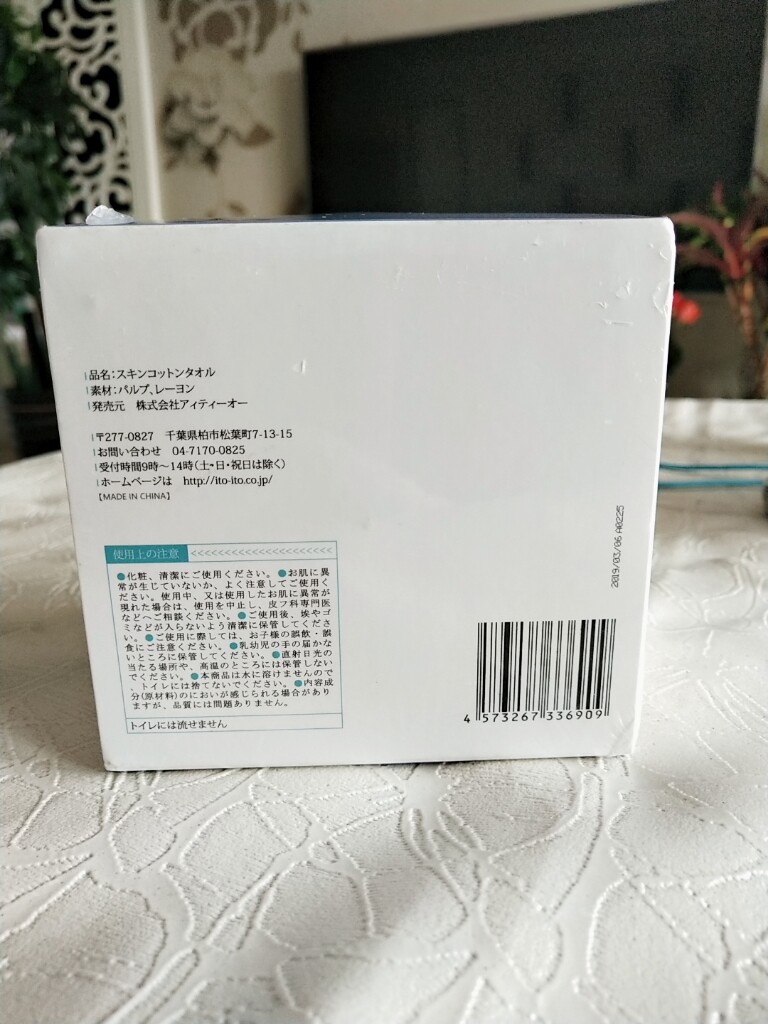 品名:スキンコットンタオル
素材:パルプ、レーヨン
発売元 株式会社アイティーオー
〒277-0827 千葉県柏市松葉町7-13-15
お問い合わせ 04-7170-0825
受付時間9時〜14時(土・日・祝日は除く)
ホームページは http://ito-ito.co.jp/
【MADE IN CHINA】
使用上の注意 <<<<<<<<<<<<<<<<<<<<<<<<
●化粧、清潔にご使用ください。●お肌に異
常が生じていないか、よく注意してご使用く
ださい。使用中、又は使用したお肌に異常が
現れた場合は、使用を中止し、皮フ科専門医
などへご相談ください。●ご使用後、埃やゴ
ミなどが入らないよう清潔に保管してくださ
い。●ご使用に際しては、お子様の誤飲・誤
食にご注意ください。●乳幼児の手の届かな
いところに保管してください。●直射日光の
当たる場所や、高温のところには保管しない
でください。●本商品は水に溶けませんので
、トイレには捨てないでください。●内容成
分(原材料)のにおいが感じられる場合があり
ますが、品質には問題ありません。
トイレには流せません
2019/03/06 A0225
4 573267 336909